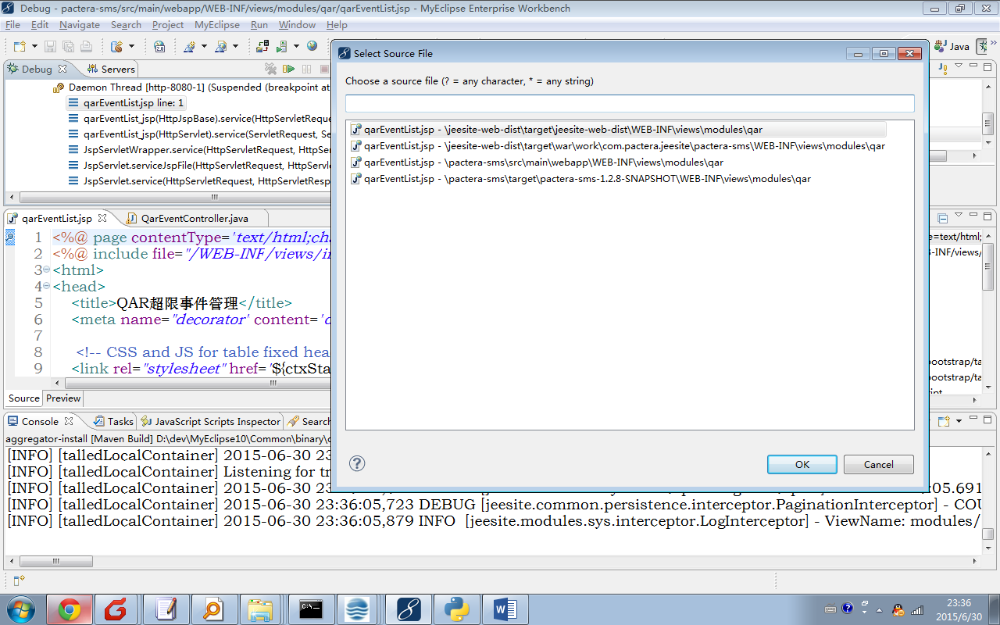 Debug - pactera-sms/src/main/webapp/WEB-INF/views/modules/qar/qarEventList.jsp - MyEclipse Enterprise Workbench
File Edit Navigate Search Project MyEclipse Run Window Help
Java
Debug Servers
Daemon Thread [http-8080-1] (Suspended (breakpoint at
qarEventList.jsp line: 1
qarEventList_jsp(HttpJspBase).service(HttpServletReque
qarEventList_jsp(HttpServlet).service(ServletRequest, Se
JspServletWrapper.service(HttpServletRequest, HttpS
JspServlet.serviceJspFile(HttpServletRequest, HttpServ
JspServlet.service(HttpServletRequest, HttpServletResp
Select Source File
Choose a source file (? = any character, * = any string)
qarEventList.jsp - \jeesite-web-dist\target\jeesite-web-dist\WEB-INF\views\modules\qar
qarEventList.jsp - \jeesite-web-dist\target\war\work\com.pactera.jeesite\pactera-sms\WEB-INF\views\modules\qar
qarEventList.jsp - \pactera-sms\src\main\webapp\WEB-INF\views\modules\qar
qarEventList.jsp - \pactera-sms\target\pactera-sms-1.2.8-SNAPSHOT\WEB-INF\views\modules\qar
OK Cancel
qarEventList.jsp QarEventController.java
1 <%@ page contentType="text/html;cha
2 <%@ include file="/WEB-INF/views/in
3 <html>
4 <head>
5 <title>QAR超限事件管理</title>
6 <meta name="decorator" content="d
7
8 <!-- CSS and JS for table fixed hea
9 <link rel="stylesheet" href="${ctxSta
e=text/html;
B-INF/views/
bootstrap/ta
bootstrap/ta
Source Preview
Console Tasks JavaScript Scripts Inspector Search
aggregator-install [Maven Build] D:\dev\MyEclipse10\Common\binary\c
[INFO] [talledLocalContainer] 2015-06-30 23
[INFO] [talledLocalContainer] Listening for tr
[INFO] [talledLocalContainer] 2015-06-30 23:36:0 :05.691
[INFO] [talledLocalContainer] 2015-06-30 23:36:05,723 DEBUG [jeesite.common.persistence.interceptor.PaginationInterceptor] - COU
[INFO] [talledLocalContainer] 2015-06-30 23:36:05,879 INFO [jeesite.modules.sys.interceptor.LogInterceptor] - ViewName: modules/
23:36
2015/6/30